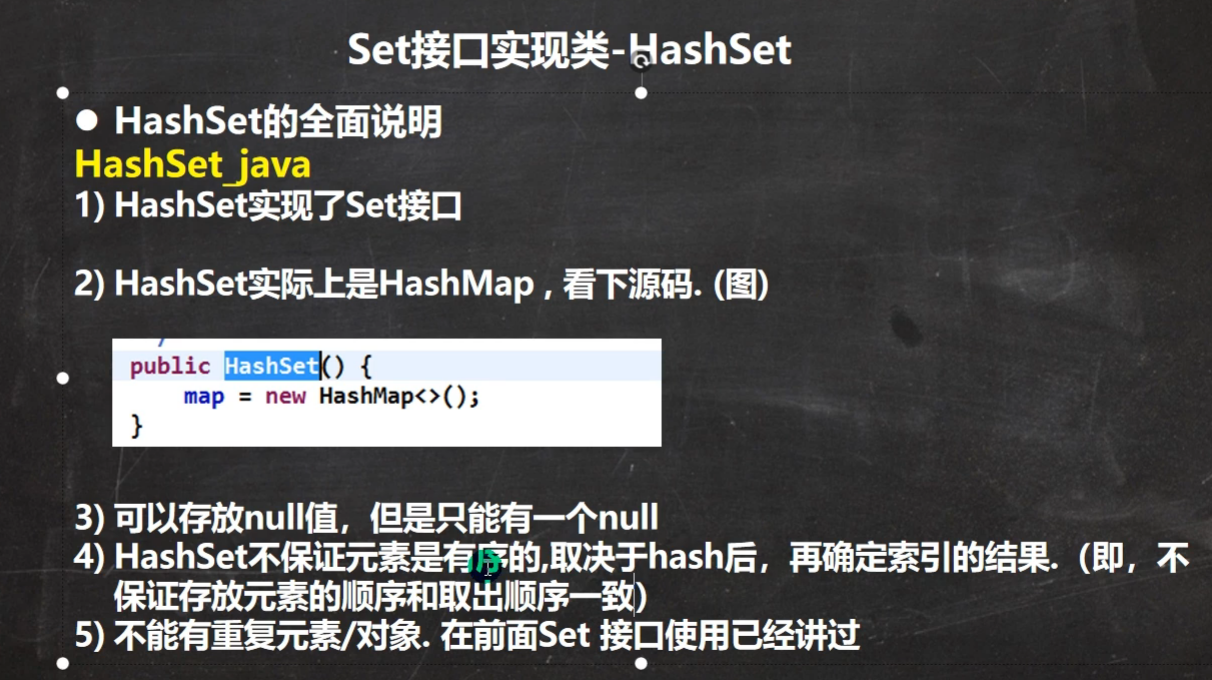 Set接口实现类-HashSet
● HashSet的全面说明
HashSet_java
1) HashSet实现了Set接口
2) HashSet实际上是HashMap，看下源码. (图)
public HashSet() {
map = new HashMap<>();
}
3) 可以存放null值，但是只能有一个null
4) HashSet不保证元素是有序的,取决于hash后，再确定索引的结果.（即，不
保证存放元素的顺序和取出顺序一致）
5) 不能有重复元素/对象. 在前面Set 接口使用已经讲过